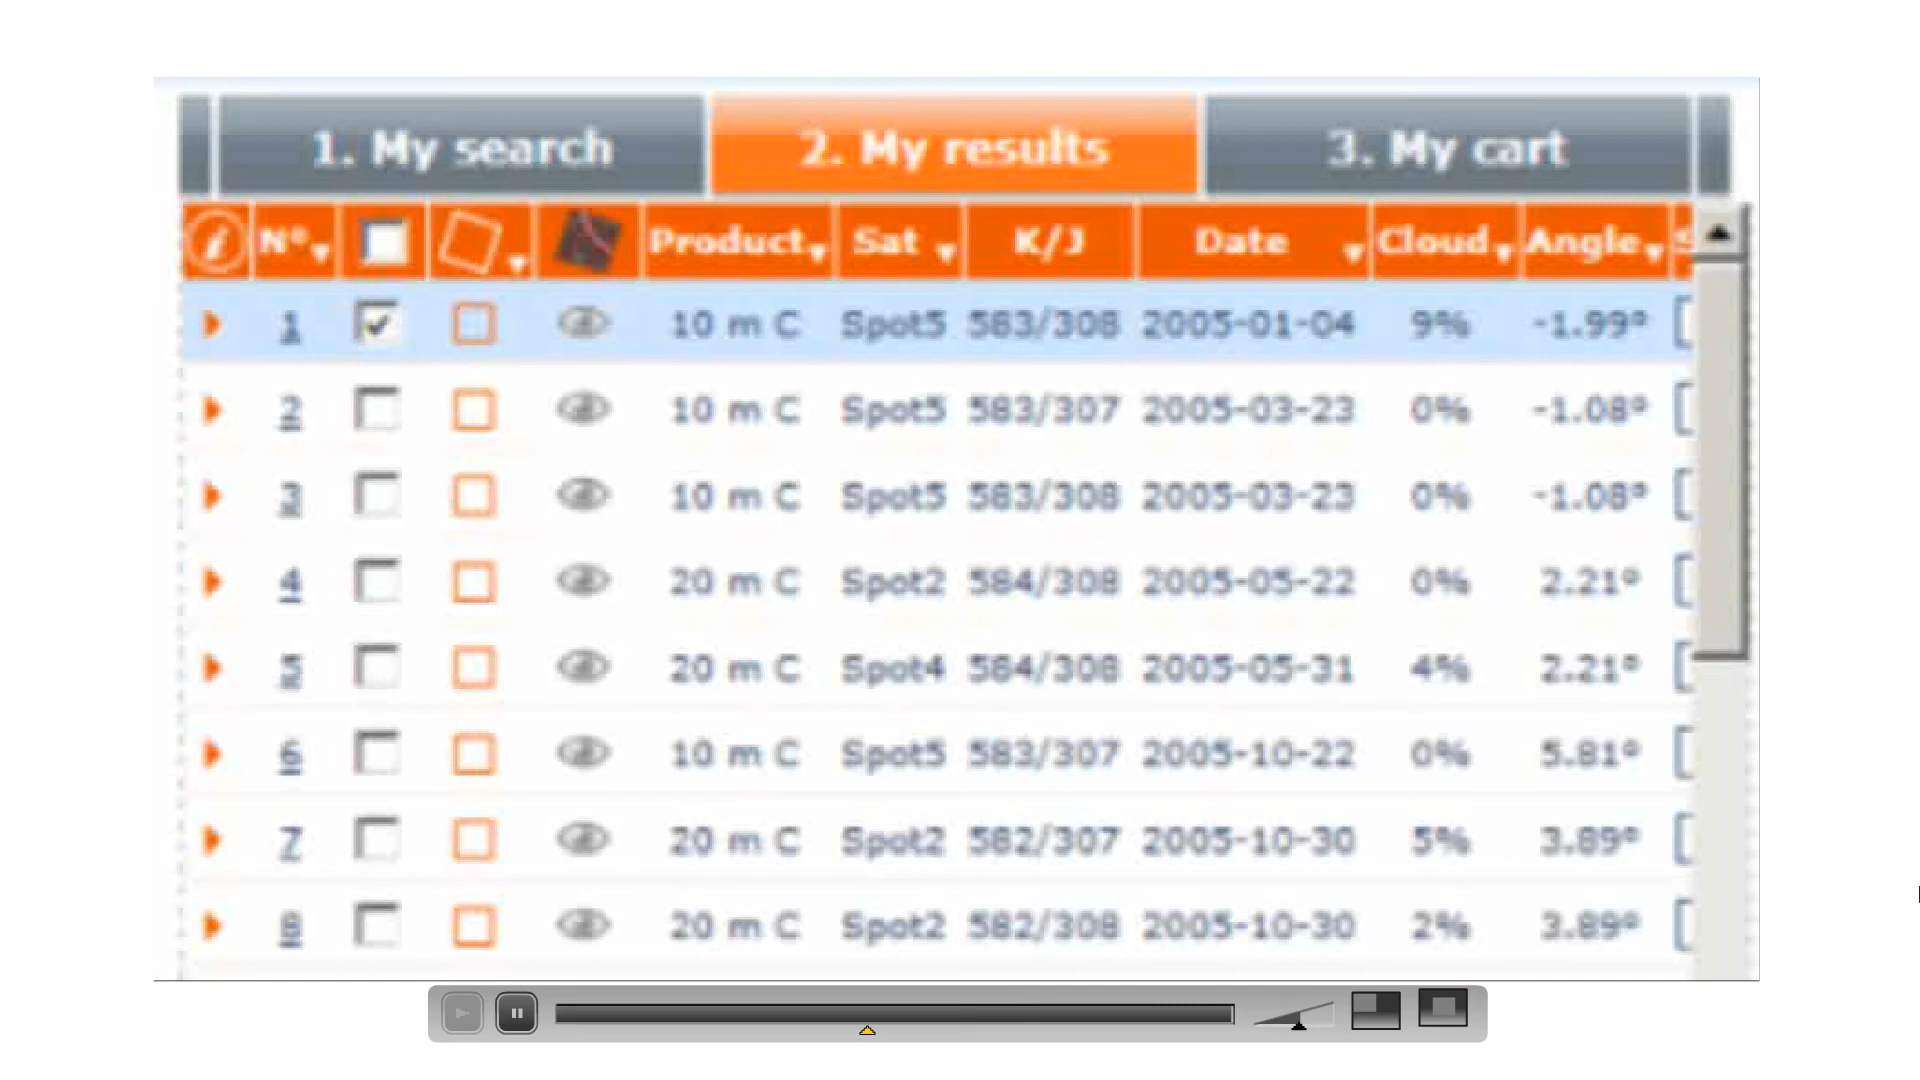 1. My search 2. My results 3. My cart
i N° Product Sat K/J Date Cloud Angle
1 10 m C Spot5 583/308 2005-01-04 9% -1.99°
2 10 m C Spot5 583/307 2005-03-23 0% -1.08°
3 10 m C Spot5 583/308 2005-03-23 0% -1.08°
4 20 m C Spot2 584/308 2005-05-22 0% 2.21°
5 20 m C Spot4 584/308 2005-05-31 4% 2.21°
6 10 m C Spot5 583/307 2005-10-22 0% 5.81°
7 20 m C Spot2 582/307 2005-10-30 5% 3.89°
8 20 m C Spot2 582/308 2005-10-30 2% 3.89°